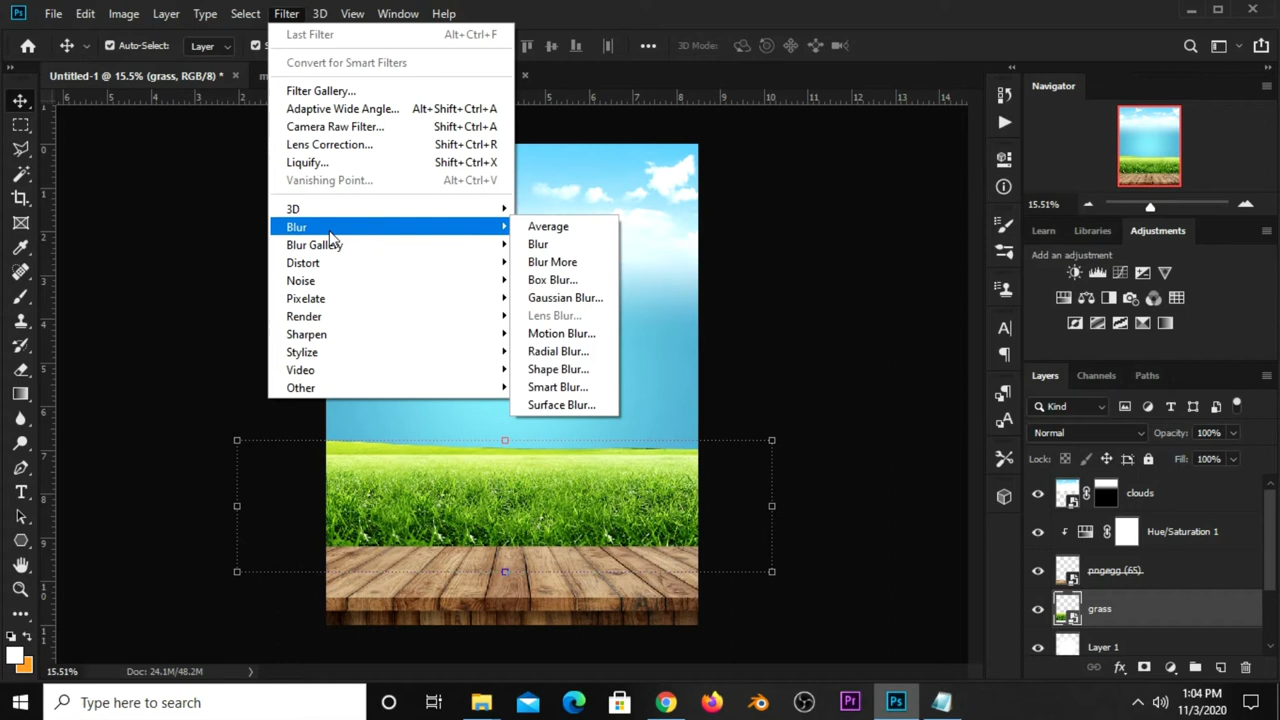 Ps File Edit Image Layer Type Select Filter 3D View Window Help
Auto-Select: Layer
3D Mode:
Untitled-1 @ 15.5% (grass, RGB/8) *
Last Filter Alt+Ctrl+F
Convert for Smart Filters
Filter Gallery...
Adaptive Wide Angle... Alt+Shift+Ctrl+A
Camera Raw Filter... Shift+Ctrl+A
Lens Correction... Shift+Ctrl+R
Liquify... Shift+Ctrl+X
Vanishing Point... Alt+Ctrl+V
3D
Blur
Blur Gallery
Distort
Noise
Pixelate
Render
Sharpen
Stylize
Video
Other
Average
Blur
Blur More
Box Blur...
Gaussian Blur...
Lens Blur...
Motion Blur...
Radial Blur...
Shape Blur...
Smart Blur...
Surface Blur...
Navigator
15.51%
Learn Libraries Adjustments
Add an adjustment
Layers Channels Paths
Kind
Normal Opacity: 100%
Lock: Fill: 100%
clouds
Hue/Saturation 1
pngegg (65)
grass
Layer 1
15.51% Doc: 24.1M/48.2M
Type here to search
Pr Ps
1:04 PM
11/3/2020